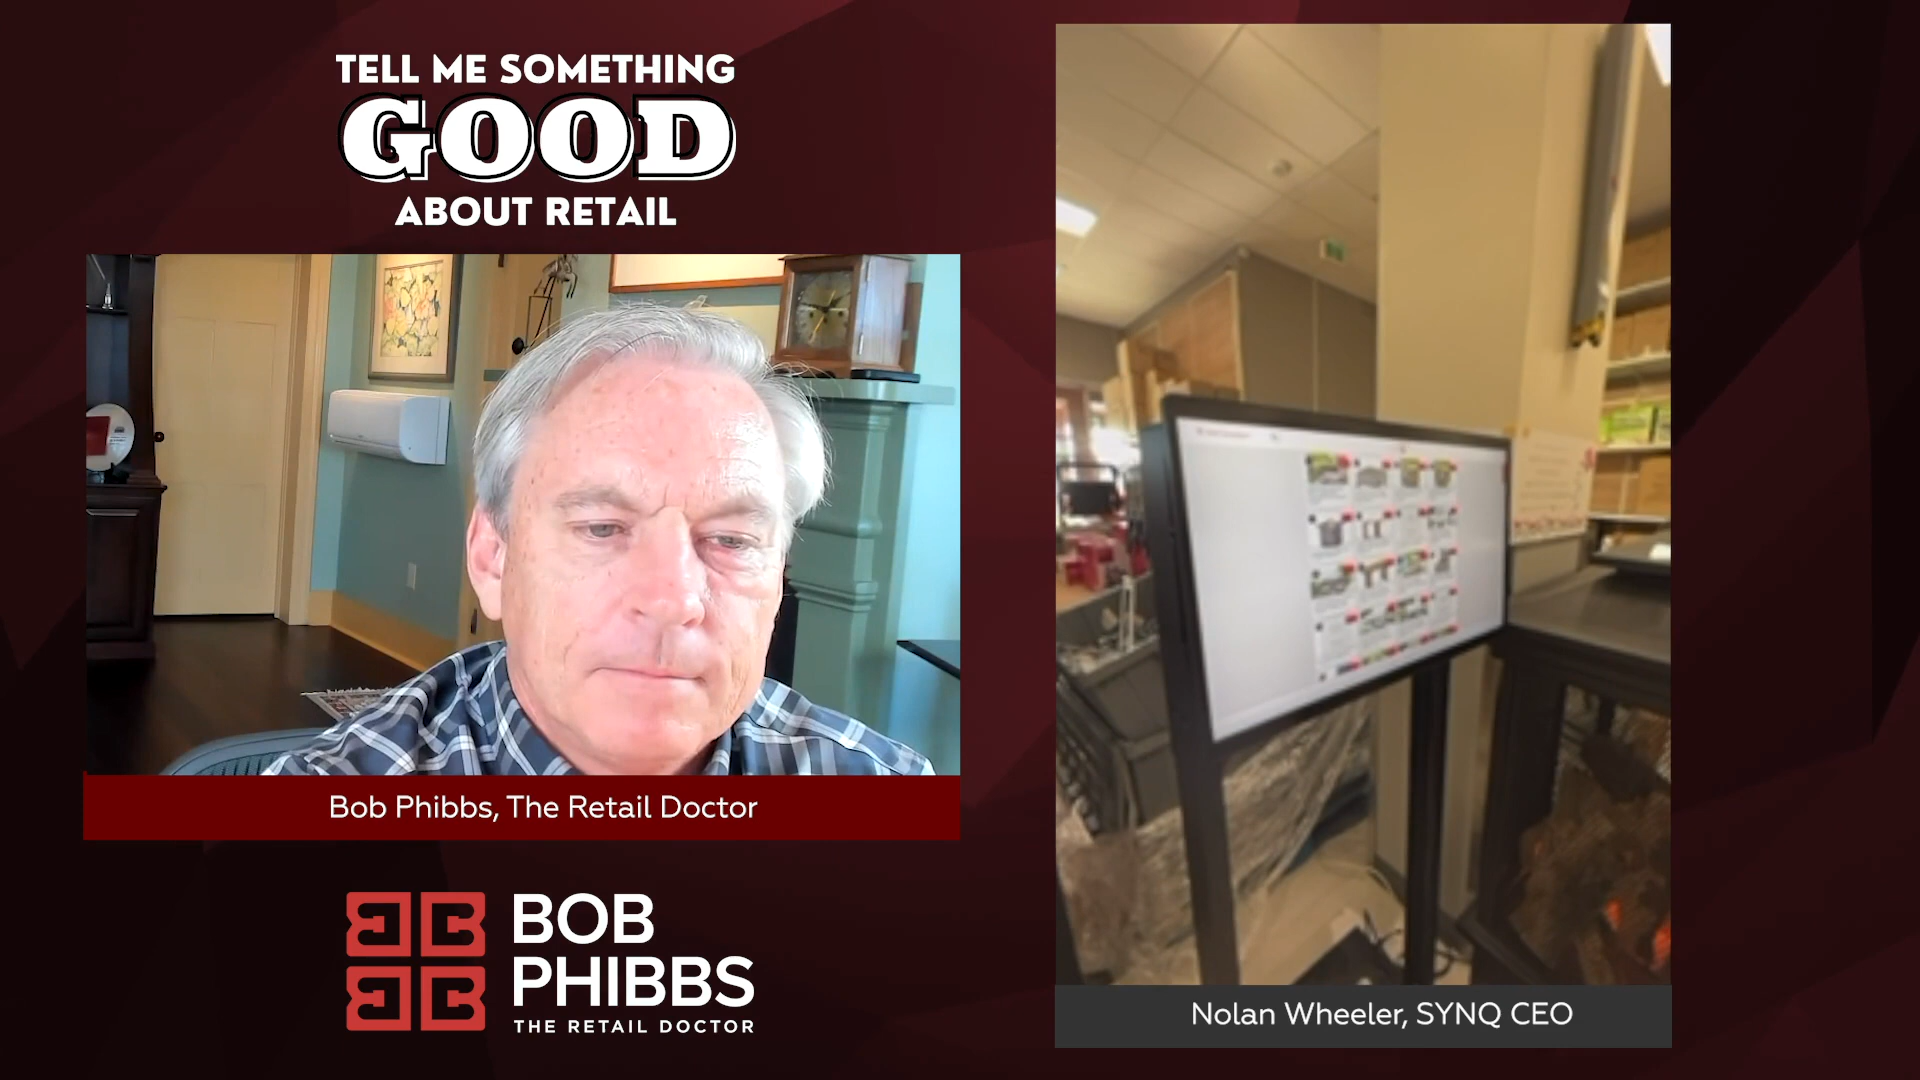 TELL ME SOMETHING
GOOD
ABOUT RETAIL
Bob Phibbs, The Retail Doctor
BOB
PHIBBS
THE RETAIL DOCTOR
Nolan Wheeler, SYNQ CEO